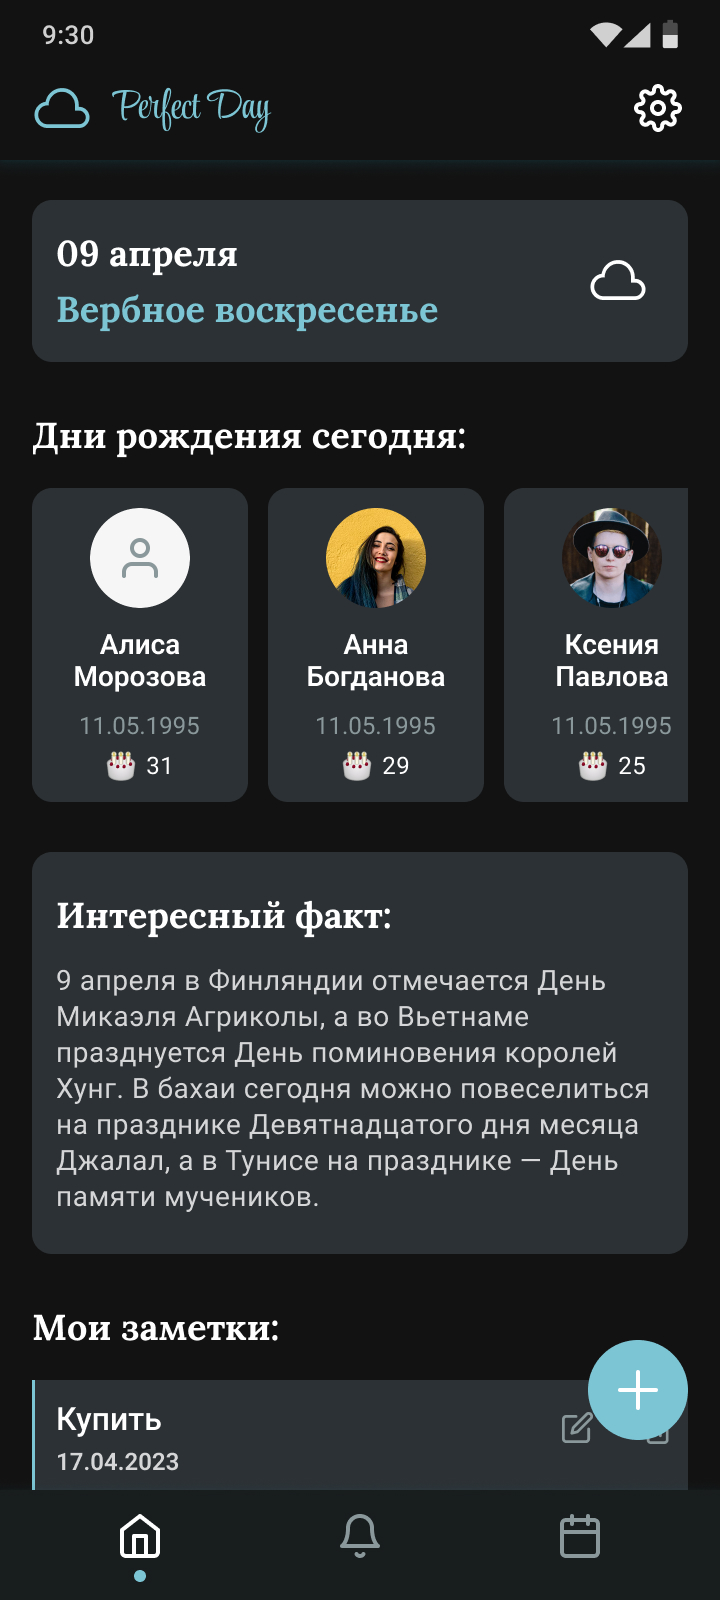 9:30
Perfect Day
09 апреля
Вербное воскресенье
Дни рождения сегодня:
Алиса
Морозова
11.05.1995
31
Анна
Богданова
11.05.1995
29
Ксения
Павлова
11.05.1995
25
Интересный факт:
9 апреля в Финляндии отмечается День
Микаэля Агриколы, а во Вьетнаме
празднуется День поминовения королей
Хунг. В бахаи сегодня можно повеселиться
на празднике Девятнадцатого дня месяца
Джалал, а в Тунисе на празднике — День
памяти мучеников.
Мои заметки:
Купить
17.04.2023